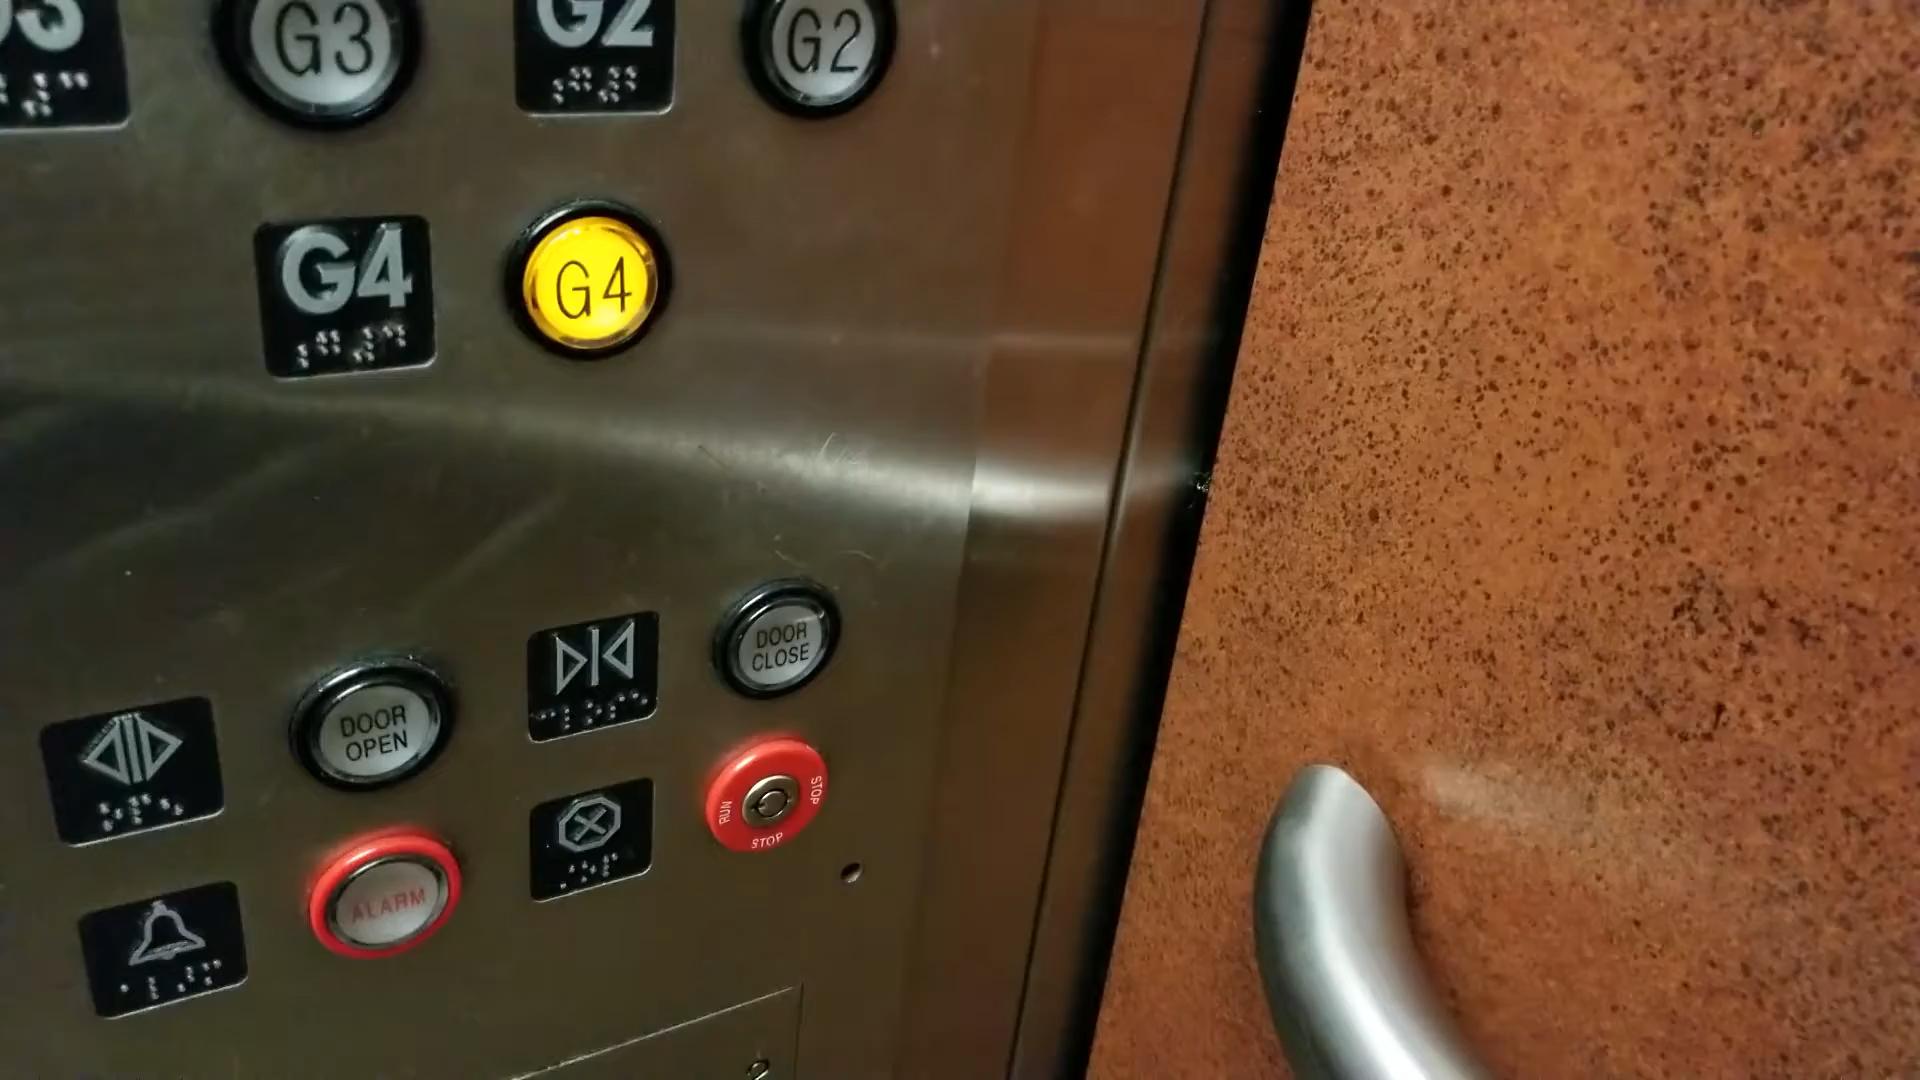 G3
G2
G2
G4
G4
DOOR
OPEN
DOOR
CLOSE
ALARM
RUN
STOP
STOP